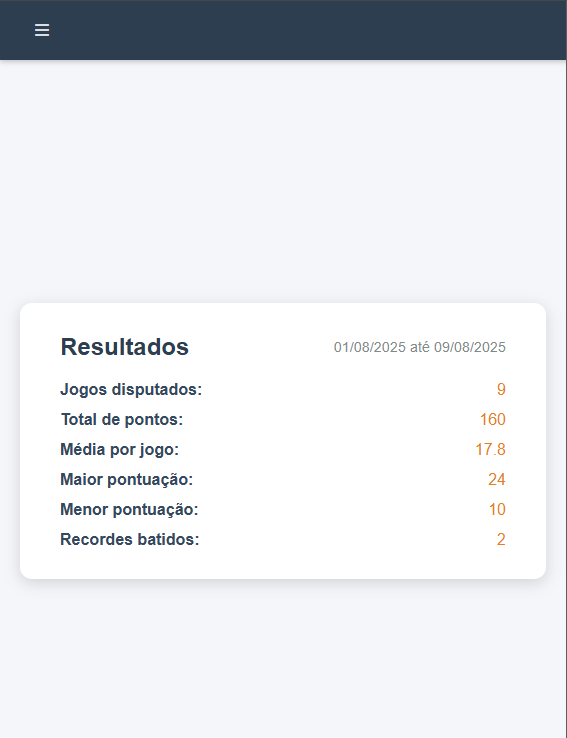 Resultados 01/08/2025 até 09/08/2025
Jogos disputados: 9
Total de pontos: 160
Média por jogo: 17.8
Maior pontuação: 24
Menor pontuação: 10
Recordes batidos: 2